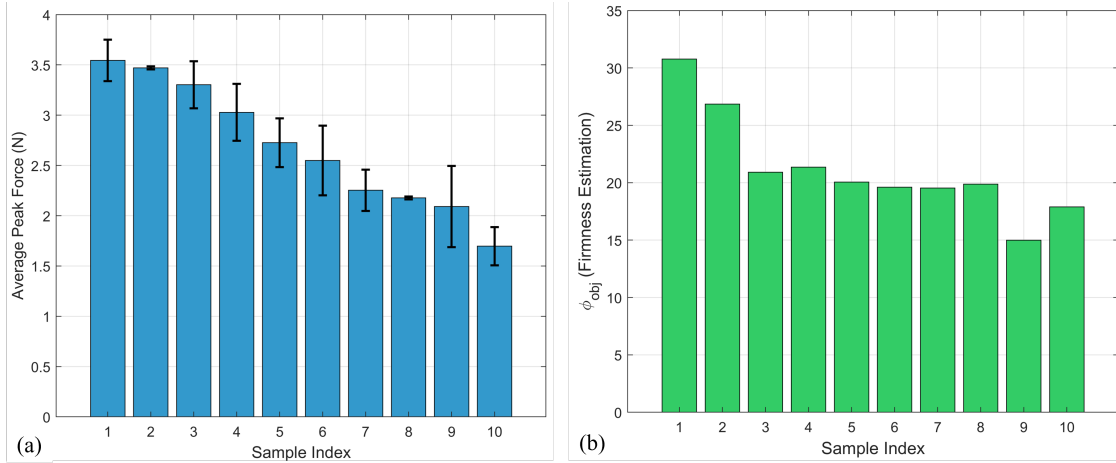 4
3.5
3
2.5
2
1.5
1
0.5
0
Average Peak Force (N)
1 2 3 4 5 6 7 8 9 10
Sample Index
(a)
35
30
25
20
15
10
5
0
ϕobj (Firmness Estimation)
1 2 3 4 5 6 7 8 9 10
Sample Index
(b)